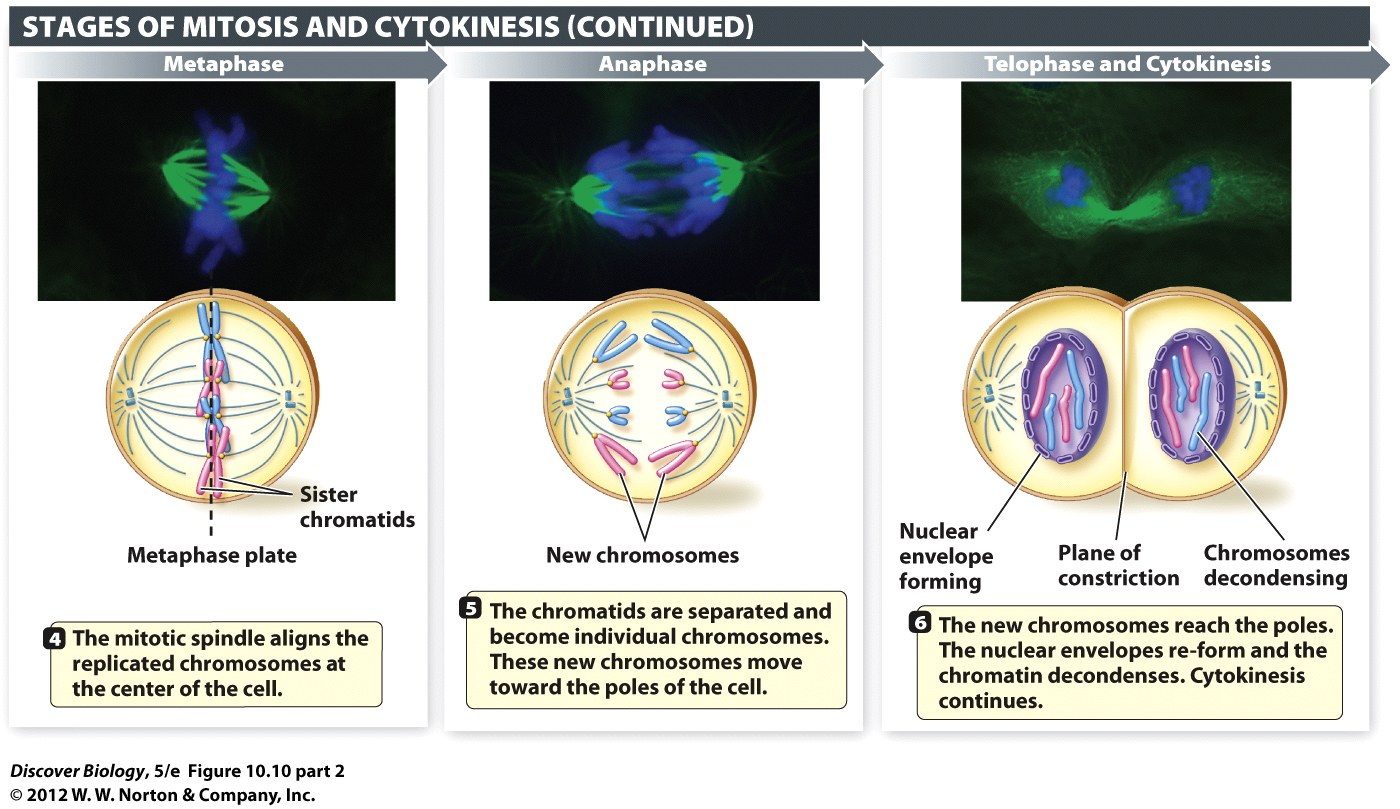 STAGES OF MITOSIS AND CYTOKINESIS (CONTINUED)
Metaphase
Anaphase
Telophase and Cytokinesis
Sister
chromatids
Metaphase plate
New chromosomes
Nuclear
envelope
forming
Plane of
constriction
Chromosomes
decondensing
4 The mitotic spindle aligns the
replicated chromosomes at
the center of the cell.
5 The chromatids are separated and
become individual chromosomes.
These new chromosomes move
toward the poles of the cell.
6 The new chromosomes reach the poles.
The nuclear envelopes re-form and the
chromatin decondenses. Cytokinesis
continues.
Discover Biology, 5/e Figure 10.10 part 2
© 2012 W. W. Norton & Company, Inc.